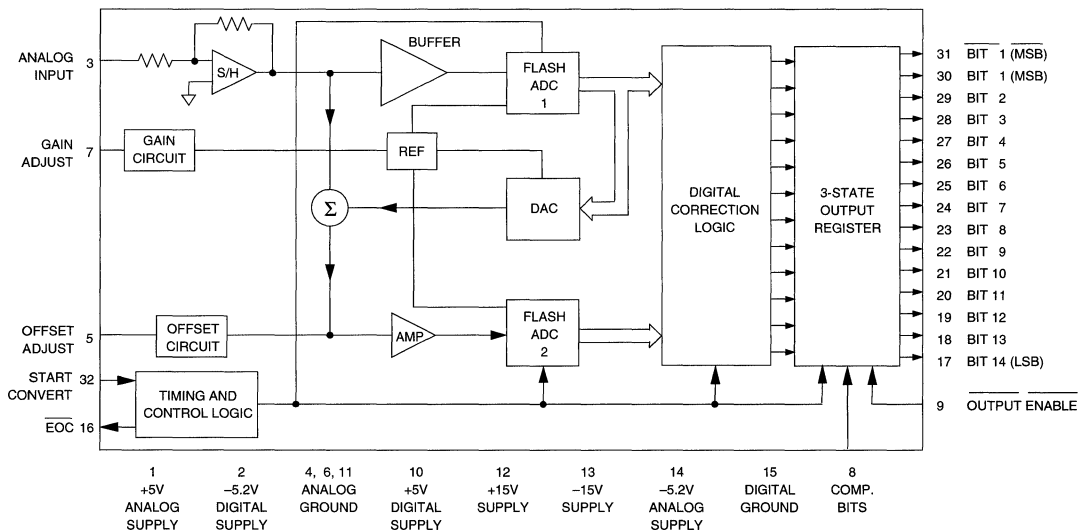 ANALOG
INPUT
3
S/H
BUFFER
FLASH
ADC
1
GAIN
ADJUST
7
GAIN
CIRCUIT
REF
Σ
DAC
DIGITAL
CORRECTION
LOGIC
3-STATE
OUTPUT
REGISTER
31 BIT 1 (MSB)
30 BIT 1 (MSB)
29 BIT 2
28 BIT 3
27 BIT 4
26 BIT 5
25 BIT 6
24 BIT 7
23 BIT 8
22 BIT 9
21 BIT 10
20 BIT 11
19 BIT 12
18 BIT 13
17 BIT 14 (LSB)
OFFSET
ADJUST
5
OFFSET
CIRCUIT
AMP
FLASH
ADC
2
START
CONVERT
32
TIMING AND
CONTROL LOGIC
EOC 16
9 OUTPUT ENABLE
1
+5V
ANALOG
SUPPLY
2
–5.2V
DIGITAL
SUPPLY
4, 6, 11
ANALOG
GROUND
10
+5V
DIGITAL
SUPPLY
12
+15V
SUPPLY
13
–15V
SUPPLY
14
–5.2V
ANALOG
SUPPLY
15
DIGITAL
GROUND
8
COMP.
BITS